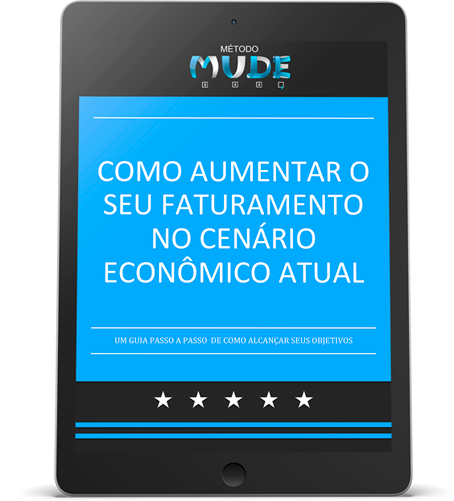 MÉTODO
MUDE
COMO AUMENTAR O
SEU FATURAMENTO
NO CENÁRIO
ECONÔMICO ATUAL
UM GUIA PASSO A PASSO DE COMO ALCANÇAR SEUS OBJETIVOS